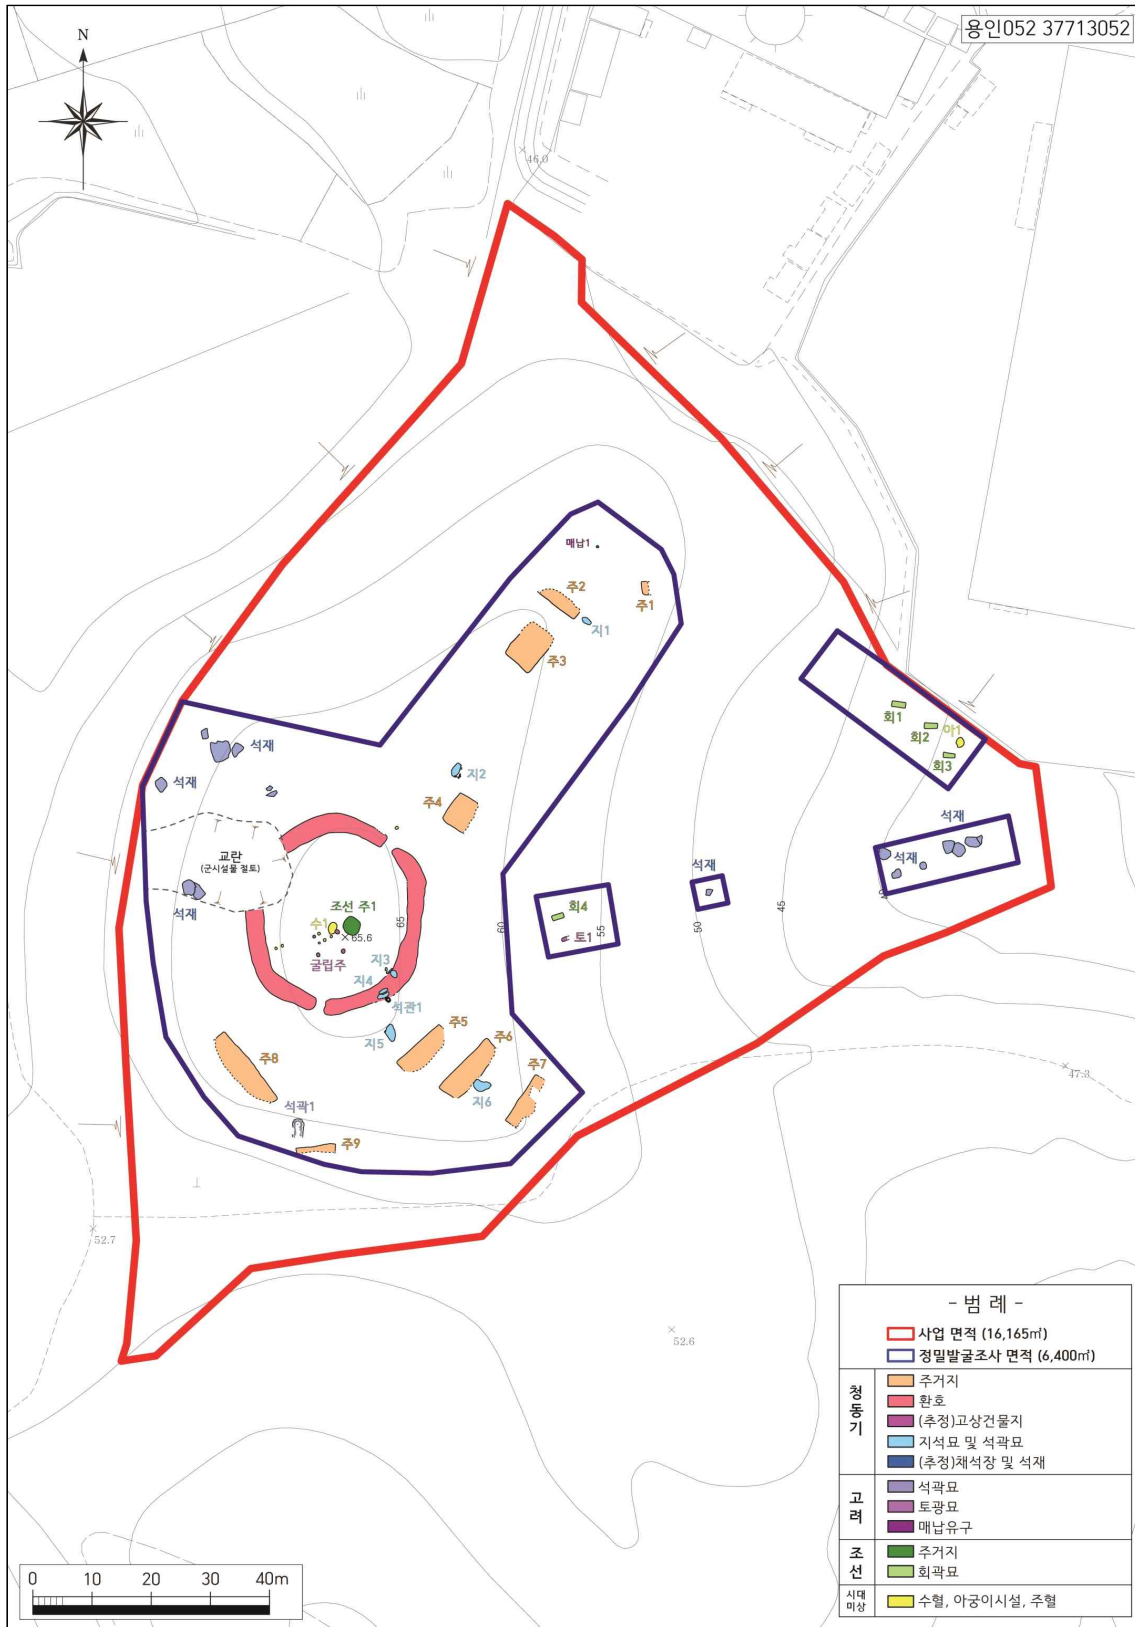 용인052 37713052
N
46.0
매납1
주2
주1
지1
주3
회1
회2
아1
회3
석재
석재
지2
주4
석재
석재
교란
(군시설물 절토)
석재
석재
회4
토1
조선 주1
수1
65.6
굴립주
65
60
55
50
45
40
지3
지4
석관1
지5
주5
주6
주7
지6
주8
석곽1
주9
47.3
52.7
52.6
- 범 례 -
사업 면적 (16,165㎡)
정밀발굴조사 면적 (6,400㎡)
청동기
주거지
환호
(추정)고상건물지
지석묘 및 석곽묘
(추정)채석장 및 석재
고려
석곽묘
토광묘
매납유구
조선
주거지
회곽묘
시대
미상
수혈, 아궁이시설, 주혈
0 10 20 30 40m